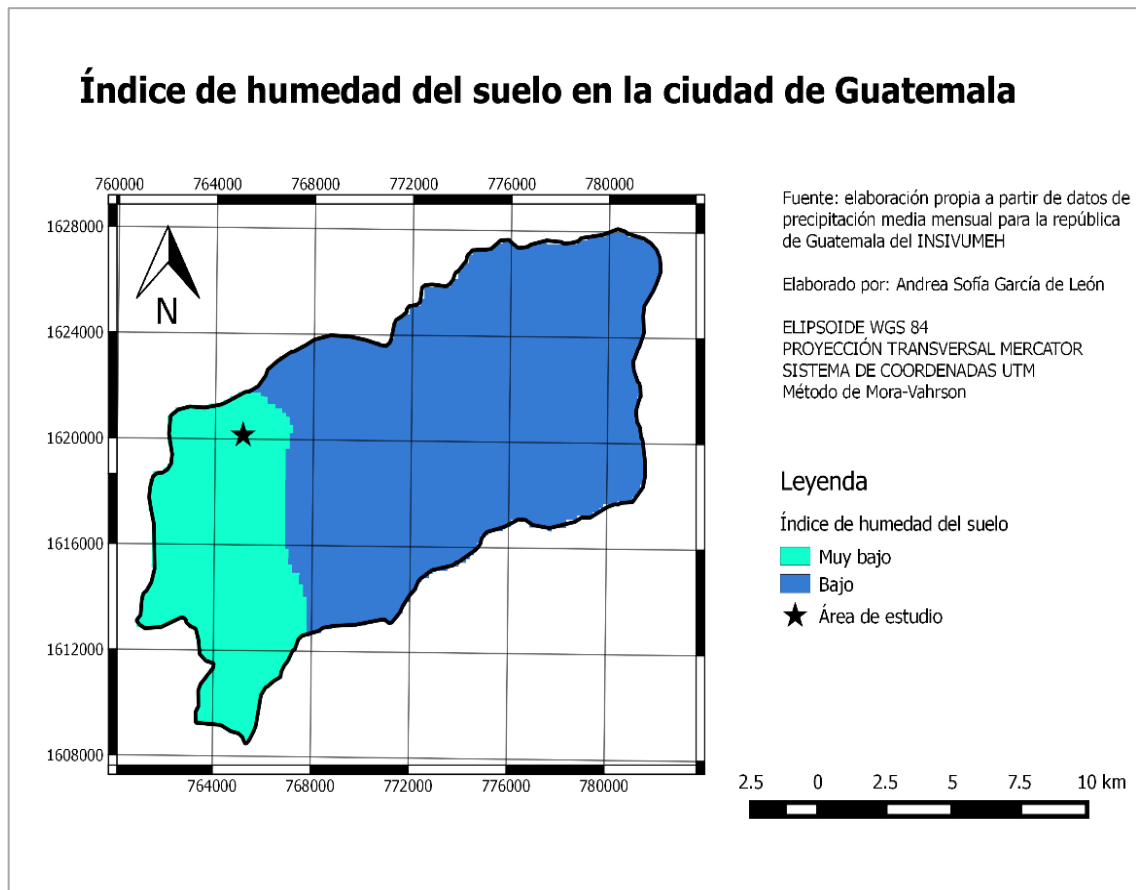 Índice de humedad del suelo en la ciudad de Guatemala
760000 764000 768000 772000 776000 780000
1628000
1624000
1620000
1616000
1612000
1608000
N
764000 768000 772000 776000 780000
Fuente: elaboración propia a partir de datos de
precipitación media mensual para la república
de Guatemala del INSIVUMEH
Elaborado por: Andrea Sofía García de León
ELIPSOIDE WGS 84
PROYECCIÓN TRANSVERSAL MERCATOR
SISTEMA DE COORDENADAS UTM
Método de Mora-Vahrson
Leyenda
Índice de humedad del suelo
Muy bajo
Bajo
Área de estudio
2.5 0 2.5 5 7.5 10 km